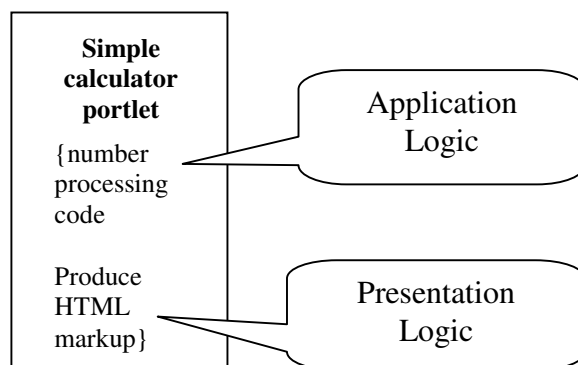 Simple
calculator
portlet
{number
processing
code
Produce
HTML
markup}
Application
Logic
Presentation
Logic